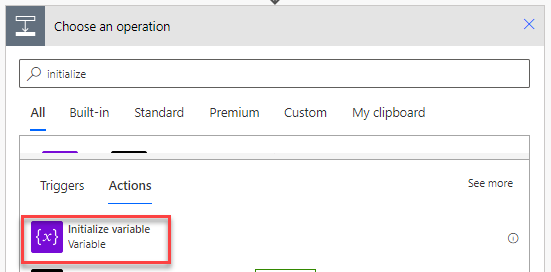 Choose an operation
initialize
All Built-in Standard Premium Custom My clipboard
Triggers Actions See more
{x} Initialize variable
Variable